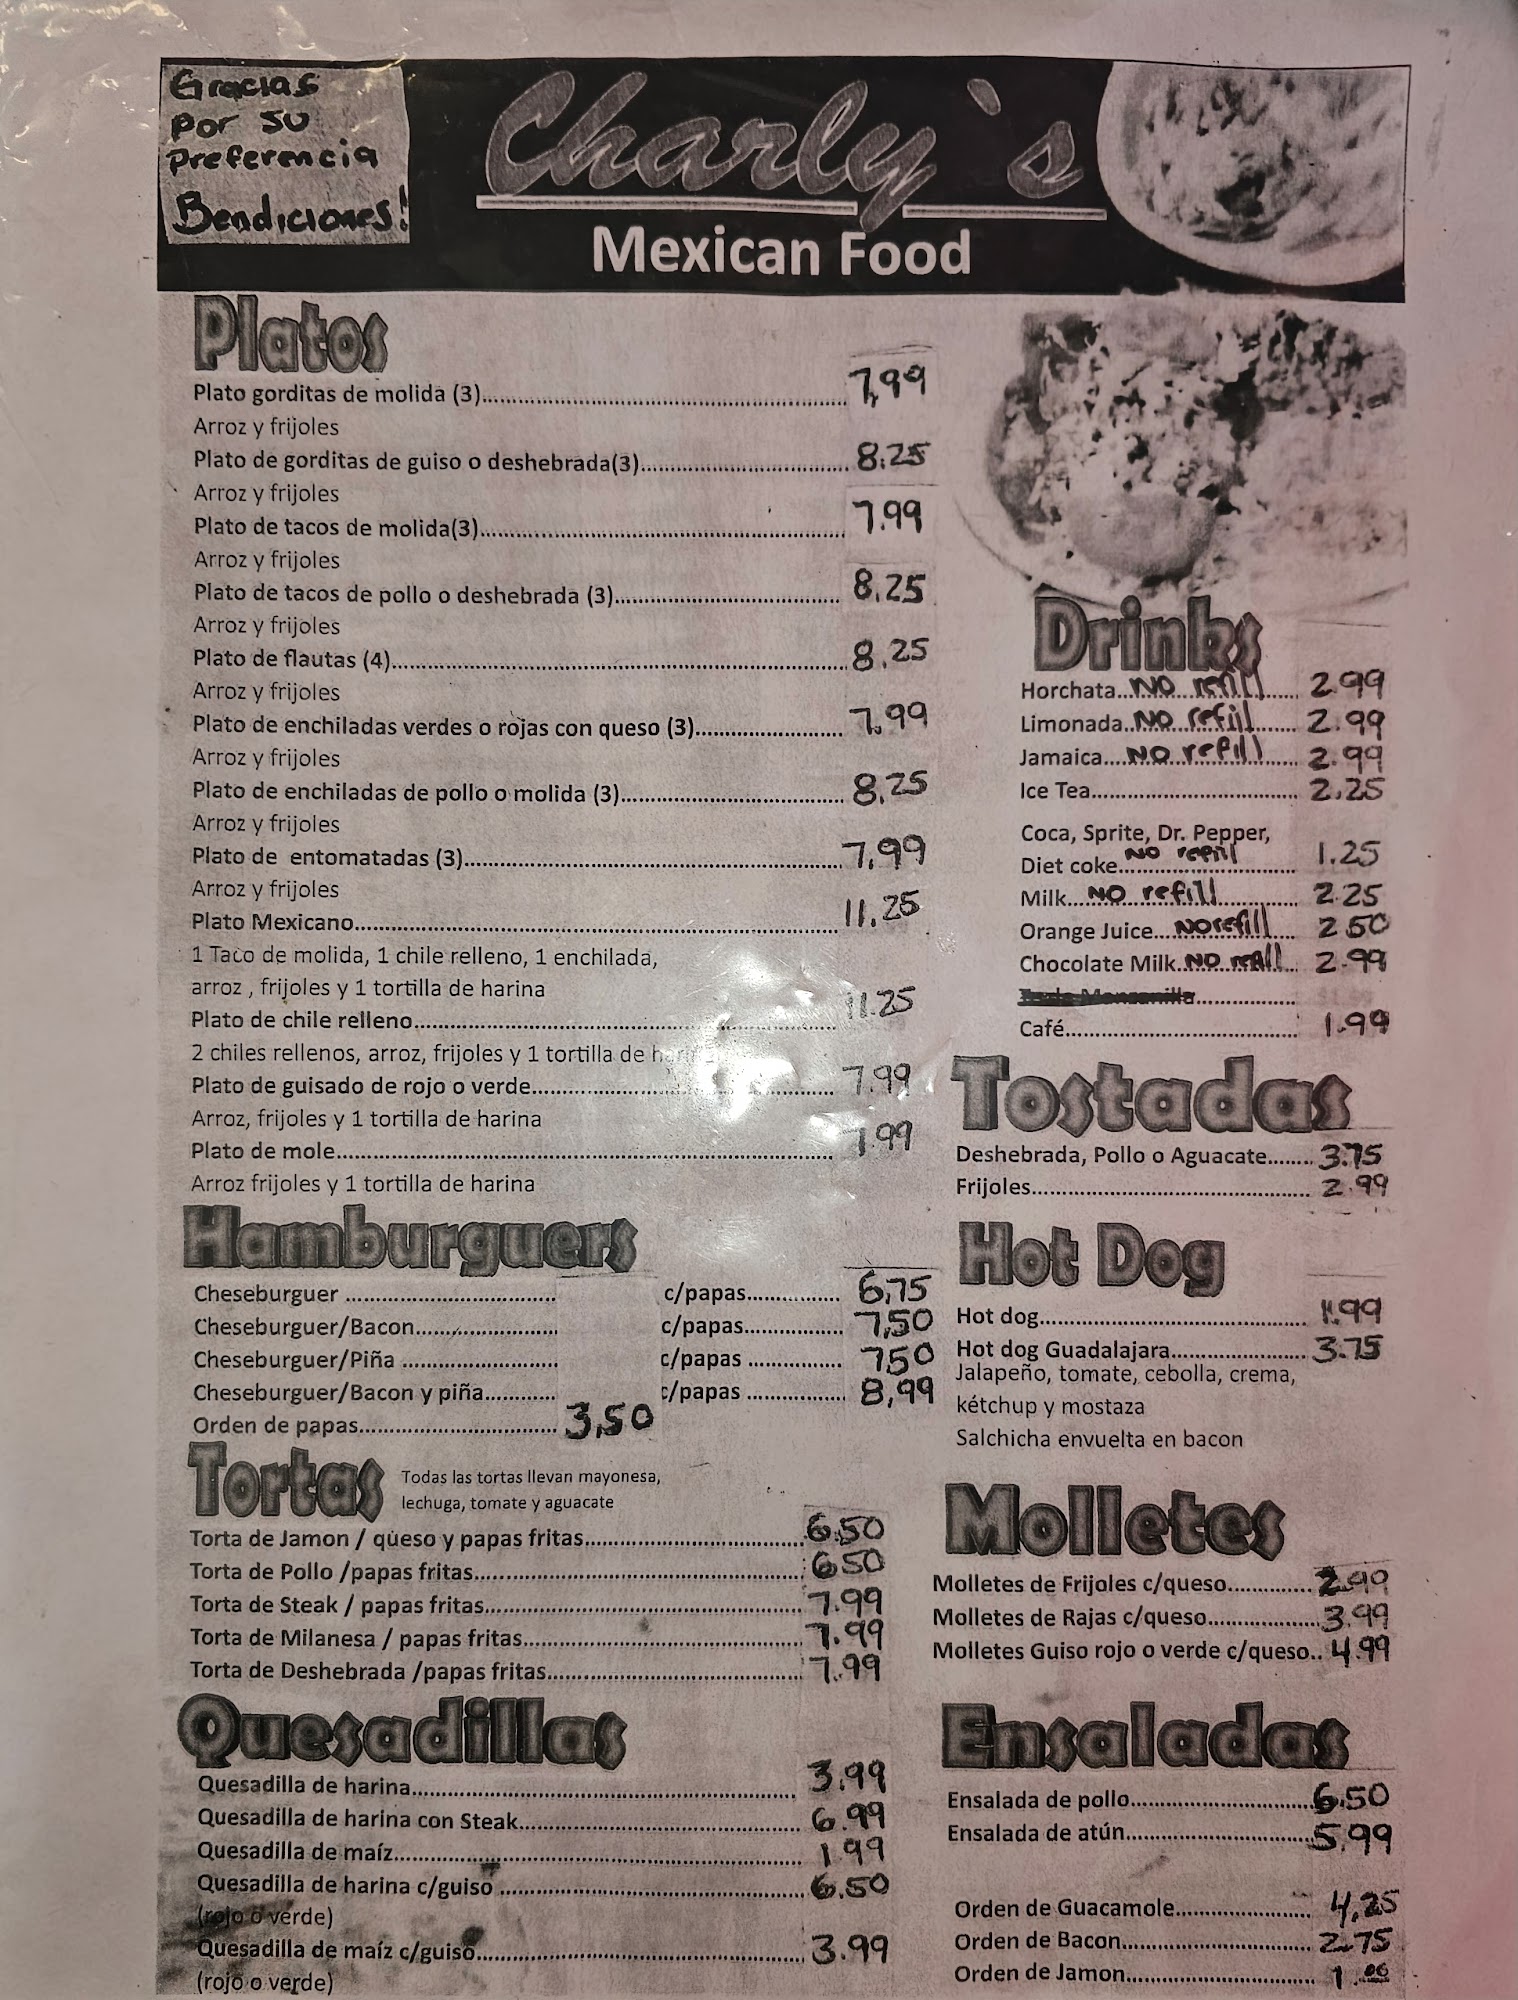 Gracias
Por su
Preferencia
Bendiciones!
Charly`s
Mexican Food
Platos
Plato gorditas de molida (3) 7,99
Arroz y frijoles
Plato de gorditas de guiso o deshebrada(3) 8.25
Arroz y frijoles
Plato de tacos de molida(3) 7.99
Arroz y frijoles
Plato de tacos de pollo o deshebrada (3) 8.25
Arroz y frijoles
Plato de flautas (4) 8.25
Arroz y frijoles
Plato de enchiladas verdes o rojas con queso (3) 7.99
Arroz y frijoles
Plato de enchiladas de pollo o molida (3) 8,25
Arroz y frijoles
Plato de entomatadas (3) 7,99
Arroz y frijoles
Plato Mexicano 11.25
1 Taco de molida, 1 chile relleno, 1 enchilada,
arroz , frijoles y 1 tortilla de harina
Plato de chile relleno 11.25
2 chiles rellenos, arroz, frijoles y 1 tortilla de harina
Plato de guisado de rojo o verde 7.99
Arroz, frijoles y 1 tortilla de harina
Plato de mole 7.99
Arroz frijoles y 1 tortilla de harina
Hamburguers
Cheseburguer c/papas 6,75
Cheseburguer/Bacon c/papas 7,50
Cheseburguer/Piña c/papas 750
Cheseburguer/Bacon y piña c/papas 8,99
Orden de papas 3,50
Tortas
Todas las tortas llevan mayonesa,
lechuga, tomate y aguacate
Torta de Jamon / queso y papas fritas 6.50
Torta de Pollo /papas fritas 6.50
Torta de Steak / papas fritas 7.99
Torta de Milanesa / papas fritas 7.99
Torta de Deshebrada /papas fritas 7.99
Quesadillas
Quesadilla de harina 3.99
Quesadilla de harina con Steak 6.99
Quesadilla de maíz 1.99
Quesadilla de harina c/guiso 6.50
(rojo o verde)
Quesadilla de maíz c/guiso 3.99
(rojo o verde)
Drinks
Horchata NO refill 2.99
Limonada NO refill 2.99
Jamaica NO refill 2.99
Ice Tea 2.25
Coca, Sprite, Dr. Pepper,
Diet coke NO refill 1.25
Milk NO refill 2.25
Orange Juice NO refill 2.50
Chocolate Milk NO refill 2.99
Café 1.99
Tostadas
Deshebrada, Pollo o Aguacate 3.75
Frijoles 2.99
Hot Dog
Hot dog 1.99
Hot dog Guadalajara 3.75
Jalapeño, tomate, cebolla, crema,
kétchup y mostaza
Salchicha envuelta en bacon
Molletes
Molletes de Frijoles c/queso 2.99
Molletes de Rajas c/queso 3.99
Molletes Guiso rojo o verde c/queso 4.99
Ensaladas
Ensalada de pollo 6.50
Ensalada de atún 5.99
Orden de Guacamole 4,25
Orden de Bacon 2.75
Orden de Jamon 1.00